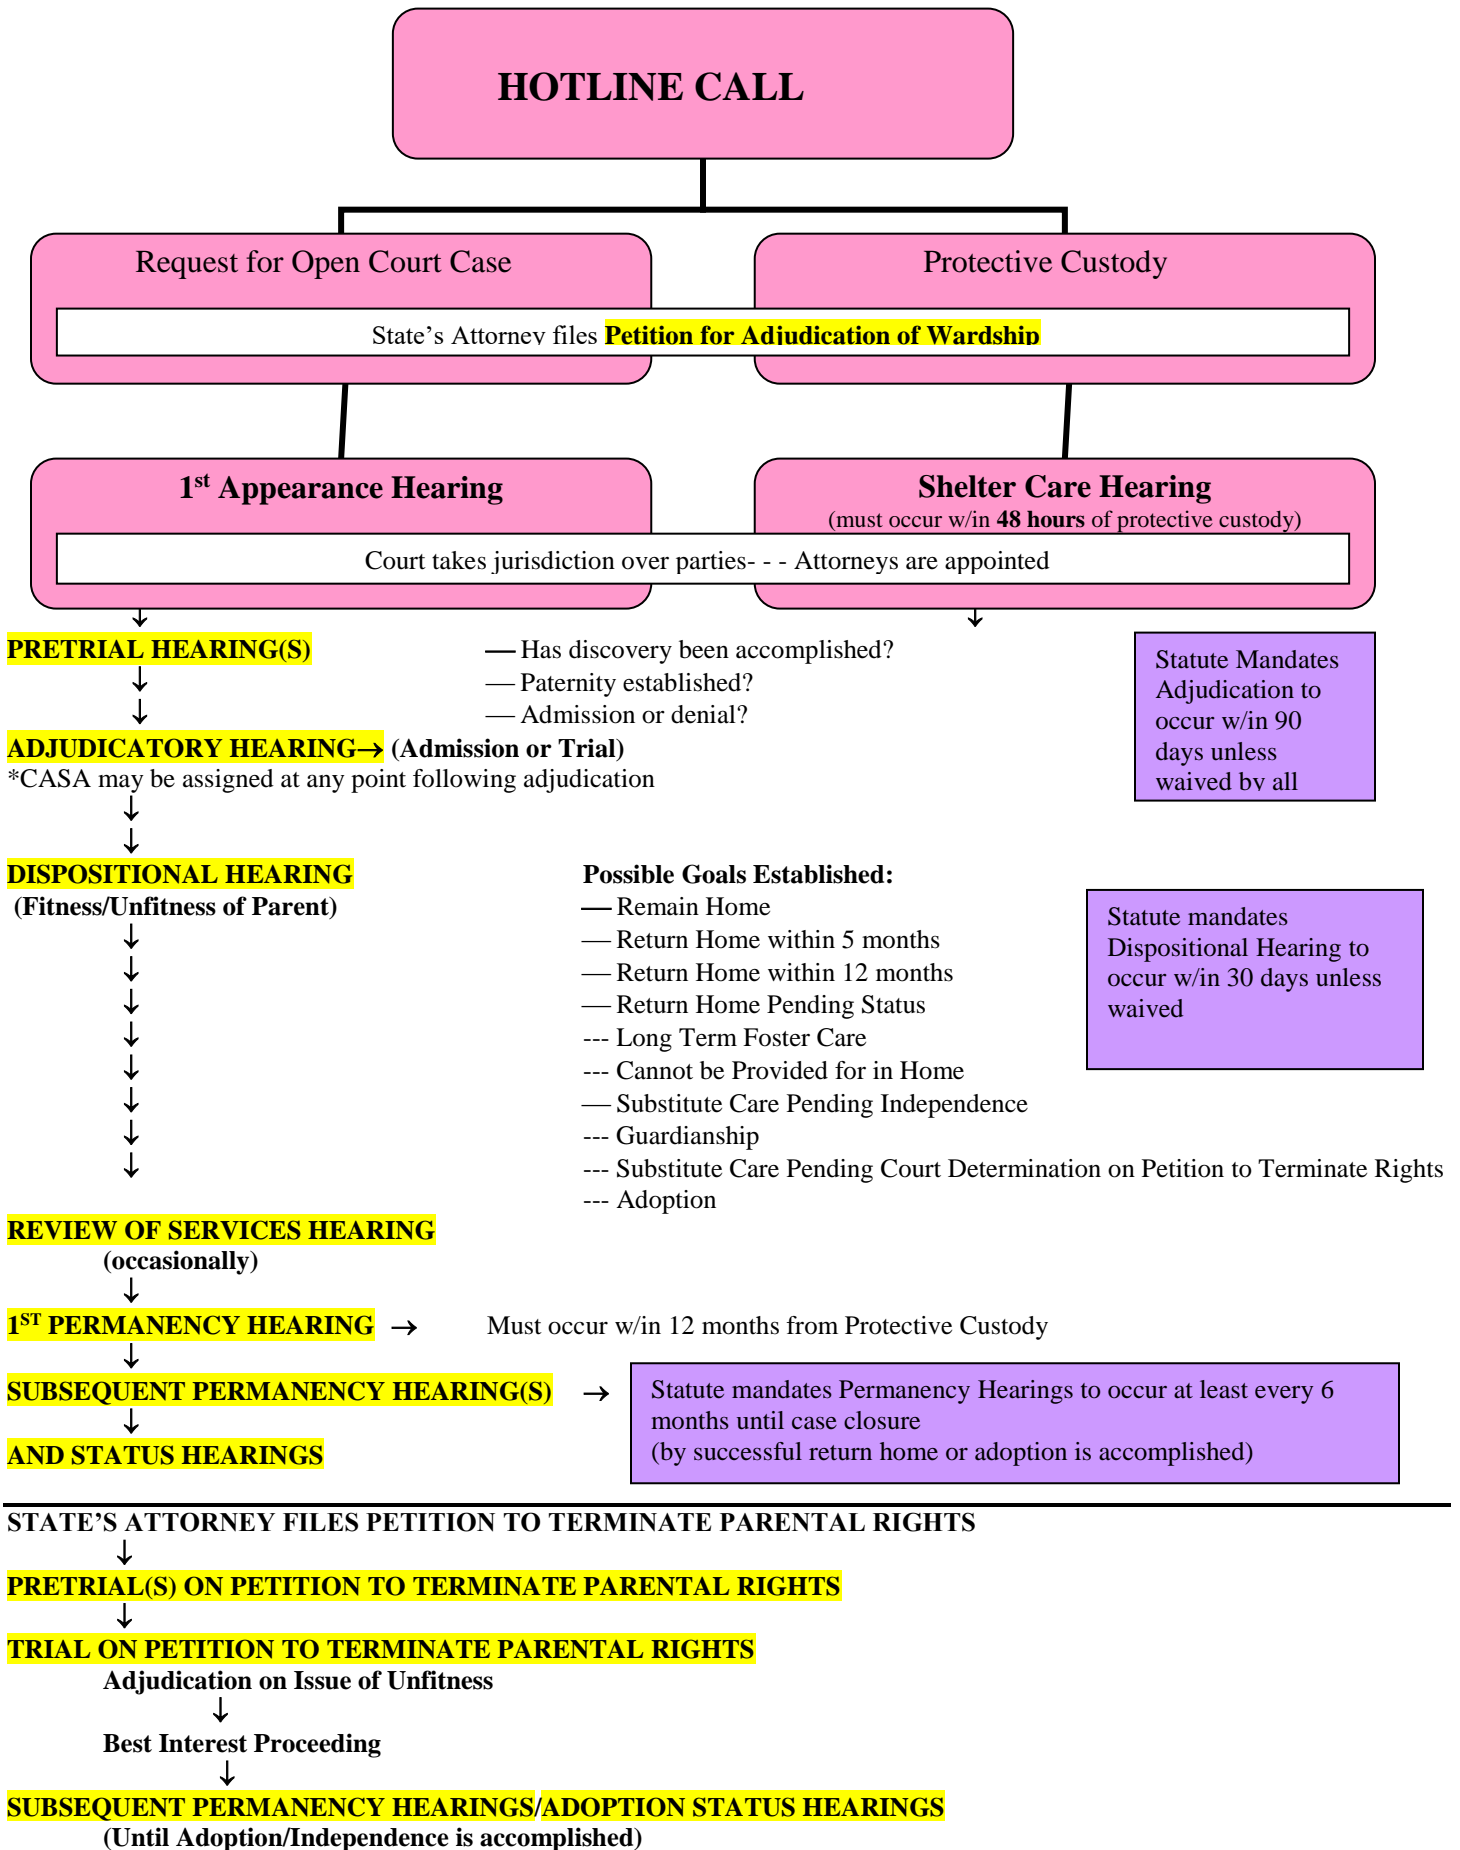 HOTLINE CALL
Request for Open Court Case
Protective Custody
State’s Attorney files Petition for Adjudication of Wardship
1st Appearance Hearing
Shelter Care Hearing
(must occur w/in 48 hours of protective custody)
Court takes jurisdiction over parties- - - Attorneys are appointed
↓ ↓
PRETRIAL HEARING(S) — Has discovery been accomplished?
↓ — Paternity established?
↓ — Admission or denial?
ADJUDICATORY HEARING→ (Admission or Trial)
*CASA may be assigned at any point following adjudication
Statute Mandates
Adjudication to
occur w/in 90
days unless
waived by all
↓
↓
DISPOSITIONAL HEARING Possible Goals Established:
(Fitness/Unfitness of Parent) — Remain Home
↓ — Return Home within 5 months
↓ — Return Home within 12 months
↓ — Return Home Pending Status
↓ --- Long Term Foster Care
↓ --- Cannot be Provided for in Home
↓ — Substitute Care Pending Independence
↓ --- Guardianship
↓ --- Substitute Care Pending Court Determination on Petition to Terminate Rights
--- Adoption
Statute mandates
Dispositional Hearing to
occur w/in 30 days unless
waived
REVIEW OF SERVICES HEARING
(occasionally)
↓
1ST PERMANENCY HEARING → Must occur w/in 12 months from Protective Custody
↓
SUBSEQUENT PERMANENCY HEARING(S) →
↓
AND STATUS HEARINGS
Statute mandates Permanency Hearings to occur at least every 6
months until case closure
(by successful return home or adoption is accomplished)
STATE’S ATTORNEY FILES PETITION TO TERMINATE PARENTAL RIGHTS
↓
PRETRIAL(S) ON PETITION TO TERMINATE PARENTAL RIGHTS
↓
TRIAL ON PETITION TO TERMINATE PARENTAL RIGHTS
Adjudication on Issue of Unfitness
↓
Best Interest Proceeding
↓
SUBSEQUENT PERMANENCY HEARINGS/ADOPTION STATUS HEARINGS
(Until Adoption/Independence is accomplished)